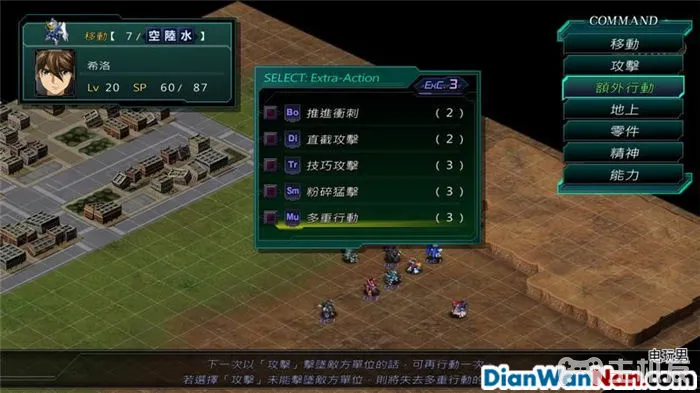 移動【 7 / 空陸水 】
希洛
Lv 20 SP 60 / 87
COMMAND
移動
攻擊
額外行動
地上
零件
精神
能力
SELECT: Extra-Action
ExC. 3
Bo 推進衝刺 ( 2 )
Di 直截攻擊 ( 2 )
Tr 技巧攻擊 ( 3 )
Sm 粉碎猛擊 ( 3 )
Mu 多重行動 ( 3 )
下一次以「攻擊」擊墜敵方單位的話，可再行動一次
若選擇「攻擊」未能擊墜敵方單位，則將失去多重行動的
电玩男
DianWanNan.com